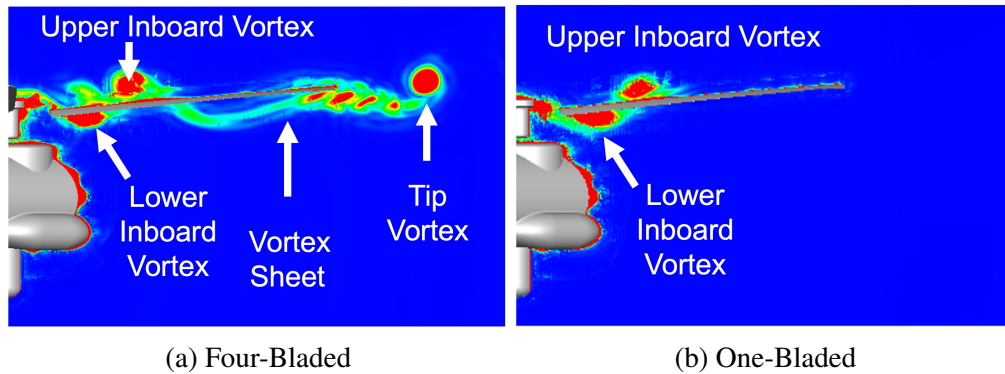 Upper Inboard Vortex
Lower
Inboard
Vortex
Vortex
Sheet
Tip
Vortex
(a) Four-Bladed
Upper Inboard Vortex
Lower
Inboard
Vortex
(b) One-Bladed